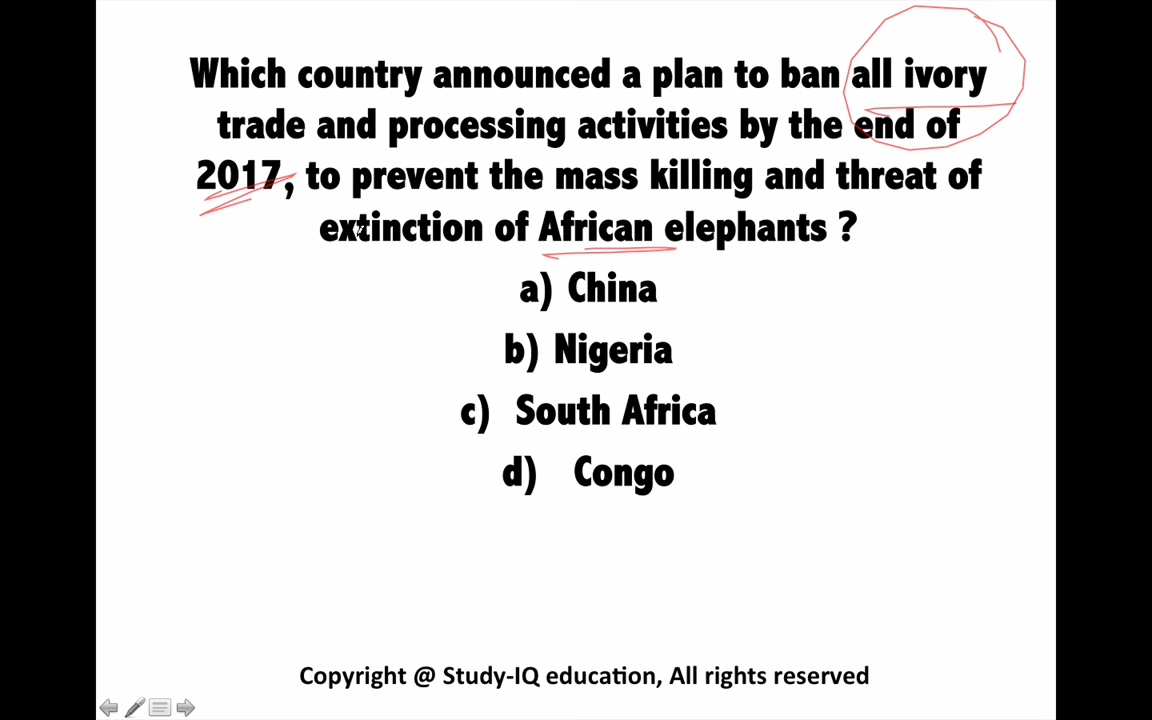 Which country announced a plan to ban all ivory
trade and processing activities by the end of
2017, to prevent the mass killing and threat of
extinction of African elephants ?
a) China
b) Nigeria
c) South Africa
d) Congo
Copyright @ Study-IQ education, All rights reserved